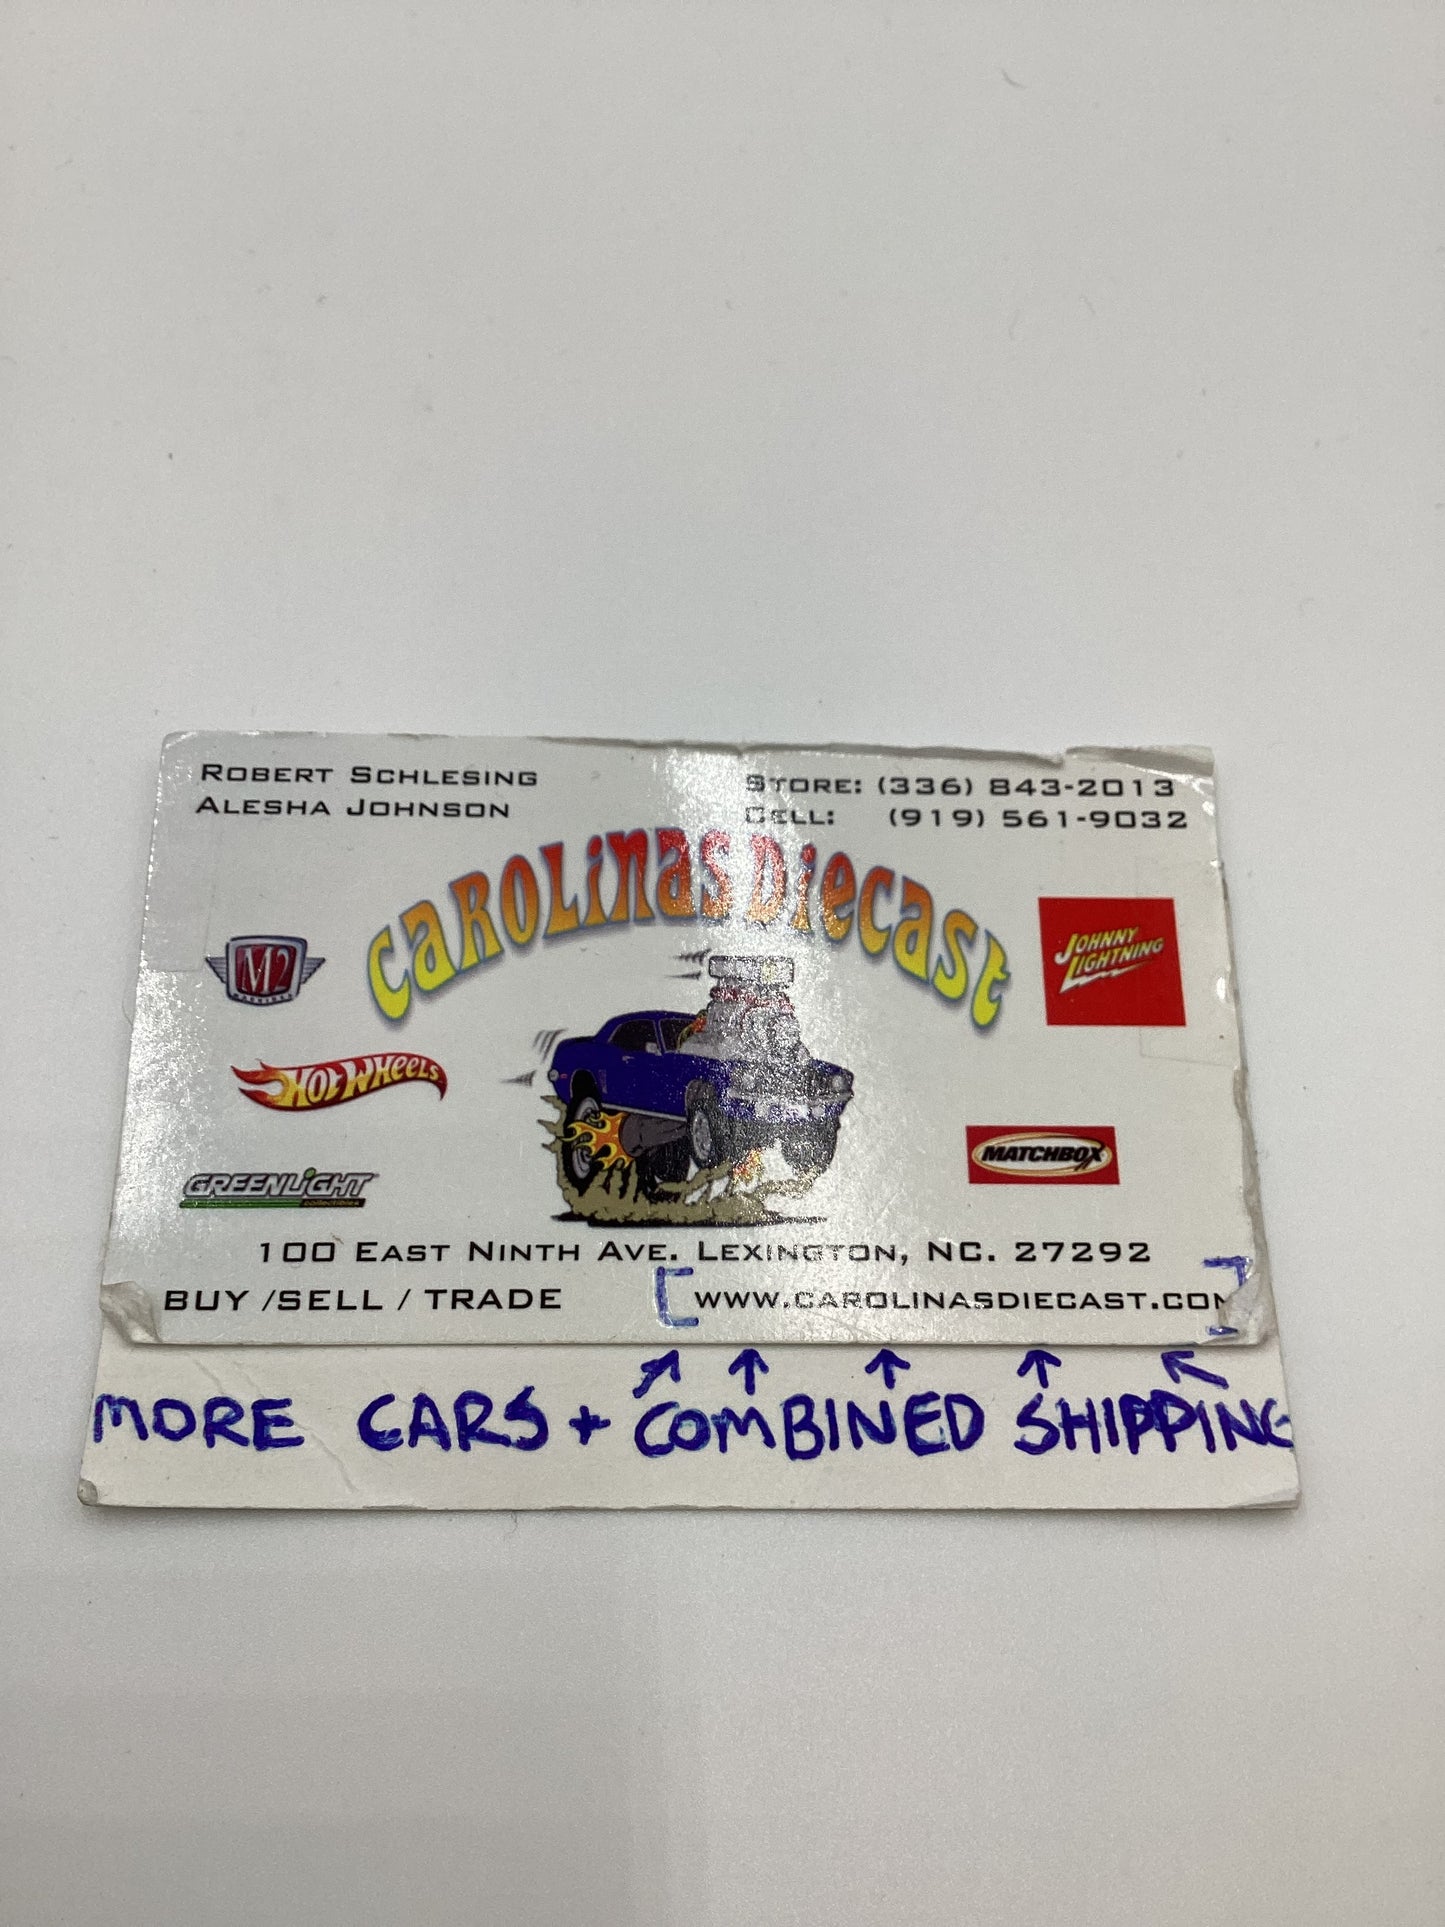 ROBERT SCHLESING
ALESHA JOHNSON
STORE: (336) 843-2013
CELL: (919) 561-9032
CAROLINAS DIECAST
M2
MACHINES
JOHNNY
LIGHTNING
HOT WHEELS
MATCHBOX
GREENLIGHT
COLLECTIBLES
100 EAST NINTH AVE. LEXINGTON, NC. 27292
BUY /SELL / TRADE
[WWW.CAROLINASDIECAST.COM]
↗ ↑ ↑ ↑ ↖
MORE CARS + COMBINED SHIPPING